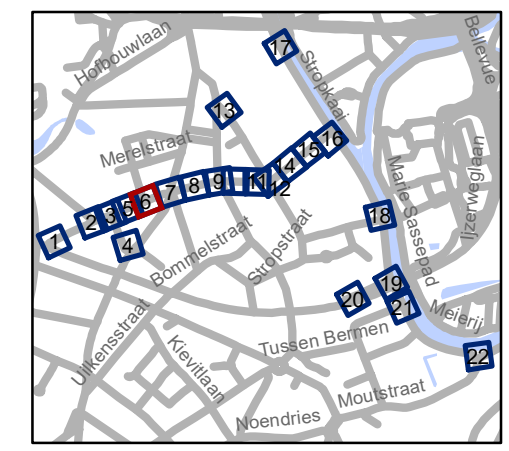 Hofbouwlaan
17
Stropkaai
Bellevue
13
Merelstraat
16
15
14
IJzerweglaan
11
12
9
8
7
6
5
3
2
1
4
Marie Sassepad
18
Bommelstraat
Stropstraat
19
20
21
Meierij
Uilkensstraat
Tussen Bermen
22
Kievitlaan
Moutstraat
Noendries